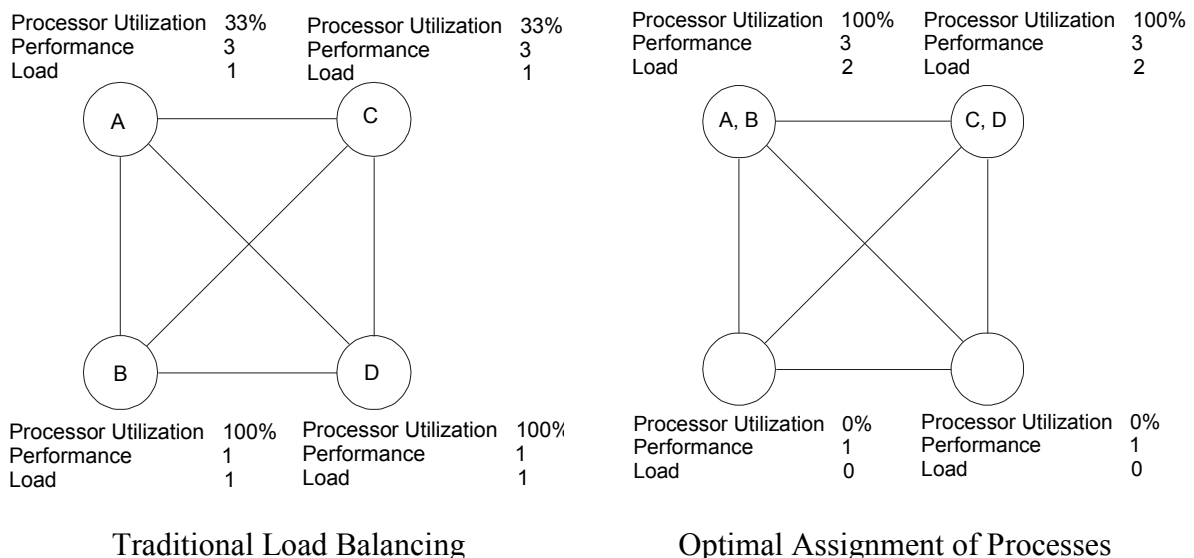 Processor Utilization 33%
Performance 3
Load 1
Processor Utilization 33%
Performance 3
Load 1
A
C
B
D
Processor Utilization 100%
Performance 1
Load 1
Processor Utilization 100%
Performance 1
Load 1
Traditional Load Balancing
Processor Utilization 100%
Performance 3
Load 2
Processor Utilization 100%
Performance 3
Load 2
A, B
C, D
Processor Utilization 0%
Performance 1
Load 0
Processor Utilization 0%
Performance 1
Load 0
Optimal Assignment of Processes